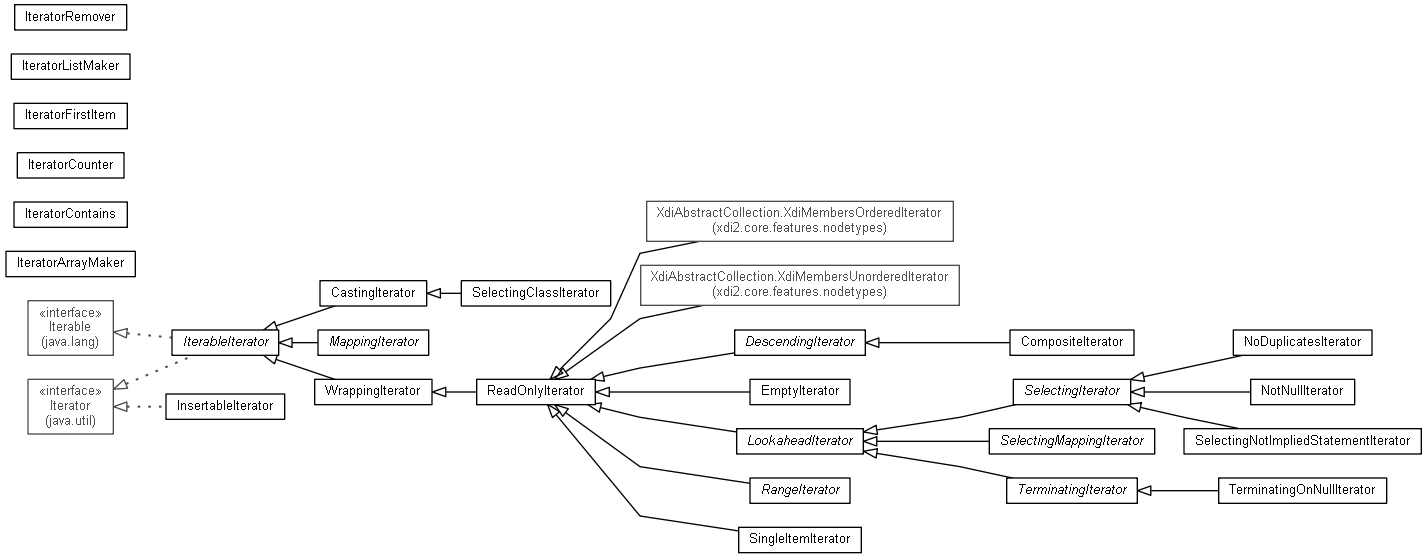 IteratorRemover
IteratorListMaker
IteratorFirstItem
IteratorCounter
IteratorContains
IteratorArrayMaker
«interface»
Iterable
(java.lang)
«interface»
Iterator
(java.util)
IterableIterator
InsertableIterator
CastingIterator
MappingIterator
WrappingIterator
SelectingClassIterator
ReadOnlyIterator
XdiAbstractCollection.XdiMembersOrderedIterator
(xdi2.core.features.nodetypes)
XdiAbstractCollection.XdiMembersUnorderedIterator
(xdi2.core.features.nodetypes)
DescendingIterator
EmptyIterator
LookaheadIterator
RangeIterator
SingleItemIterator
CompositeIterator
SelectingIterator
SelectingMappingIterator
TerminatingIterator
NoDuplicatesIterator
NotNullIterator
SelectingNotImpliedStatementIterator
TerminatingOnNullIterator